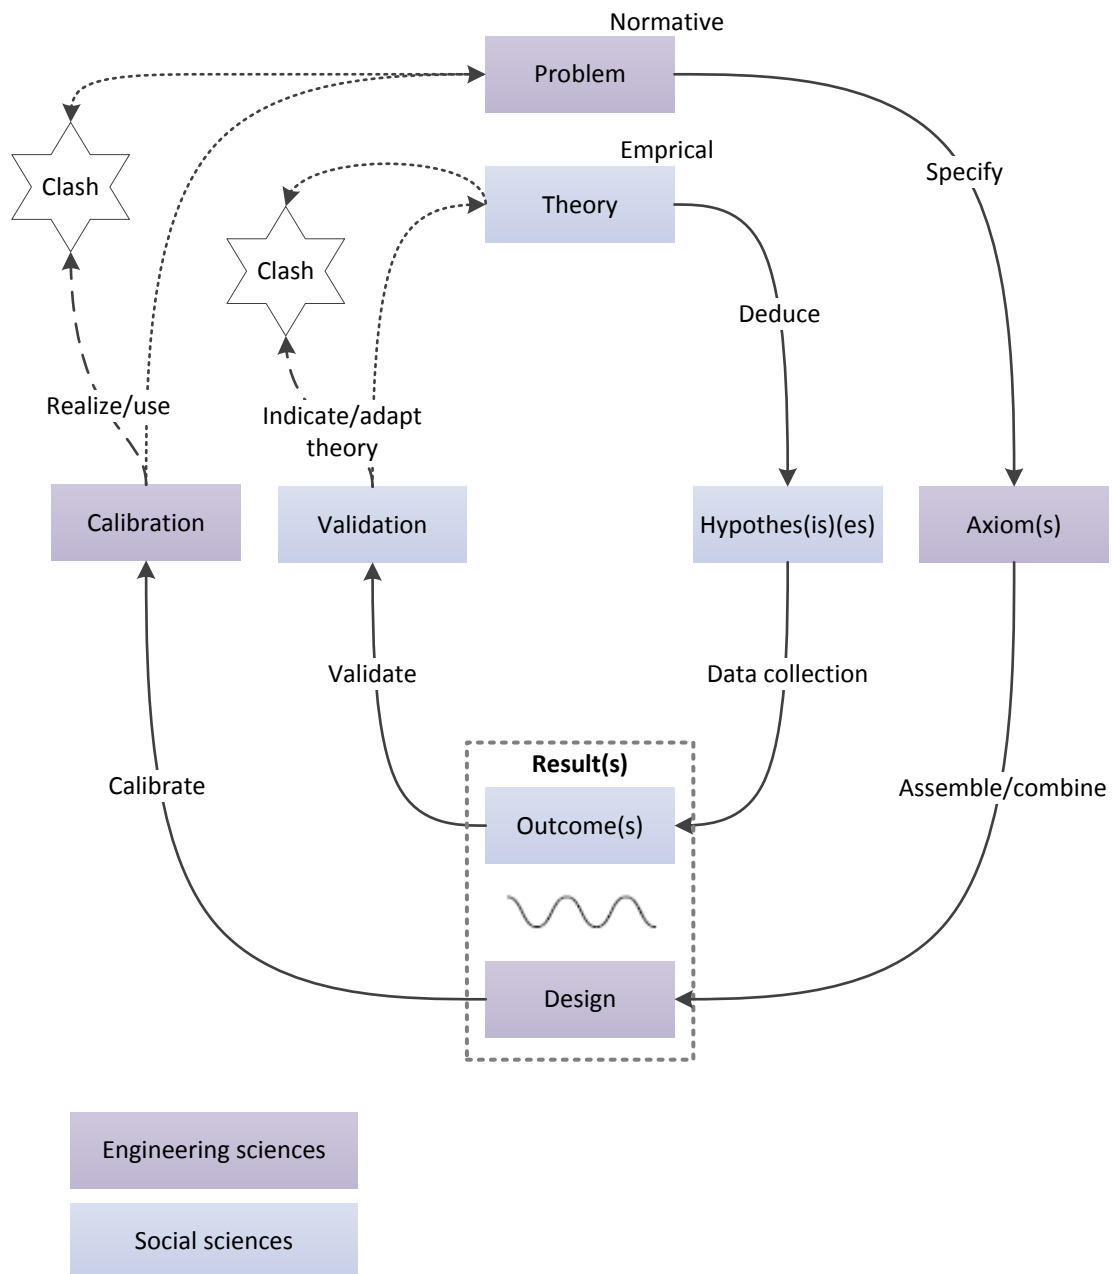 Normative
Problem
Emprical
Theory
Specify
Clash
Clash
Deduce
Realize/use
Indicate/adapt
theory
Calibration
Validation
Hypothes(is)(es)
Axiom(s)
Validate
Data collection
Result(s)
Calibrate
Assemble/combine
Outcome(s)
Design
Engineering sciences
Social sciences